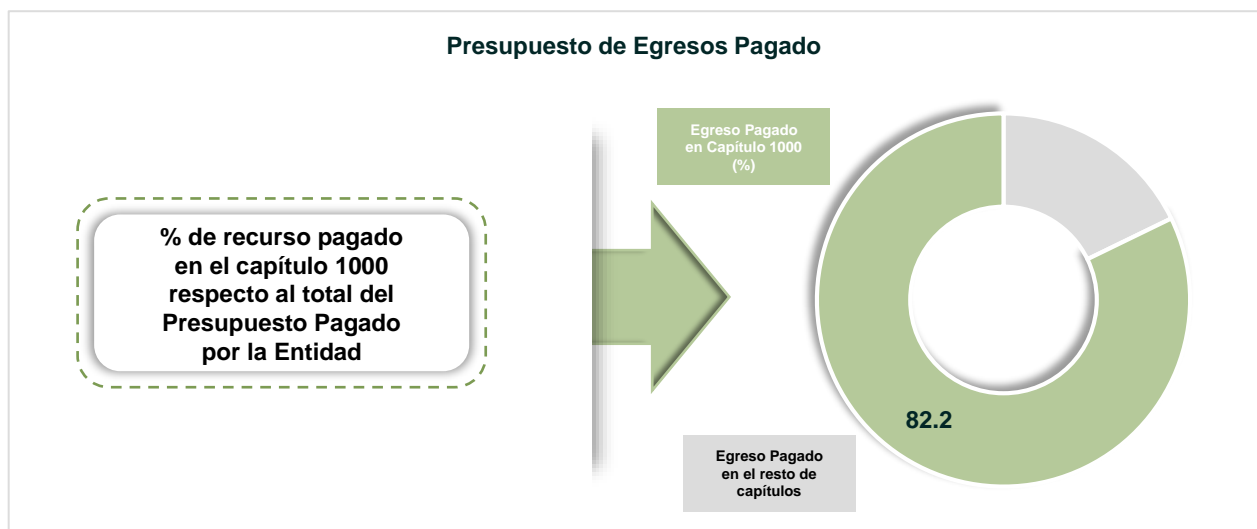 Presupuesto de Egresos Pagado
Egreso Pagado
en Capítulo 1000
(%)
% de recurso pagado
en el capítulo 1000
respecto al total del
Presupuesto Pagado
por la Entidad
82.2
Egreso Pagado
en el resto de
capítulos